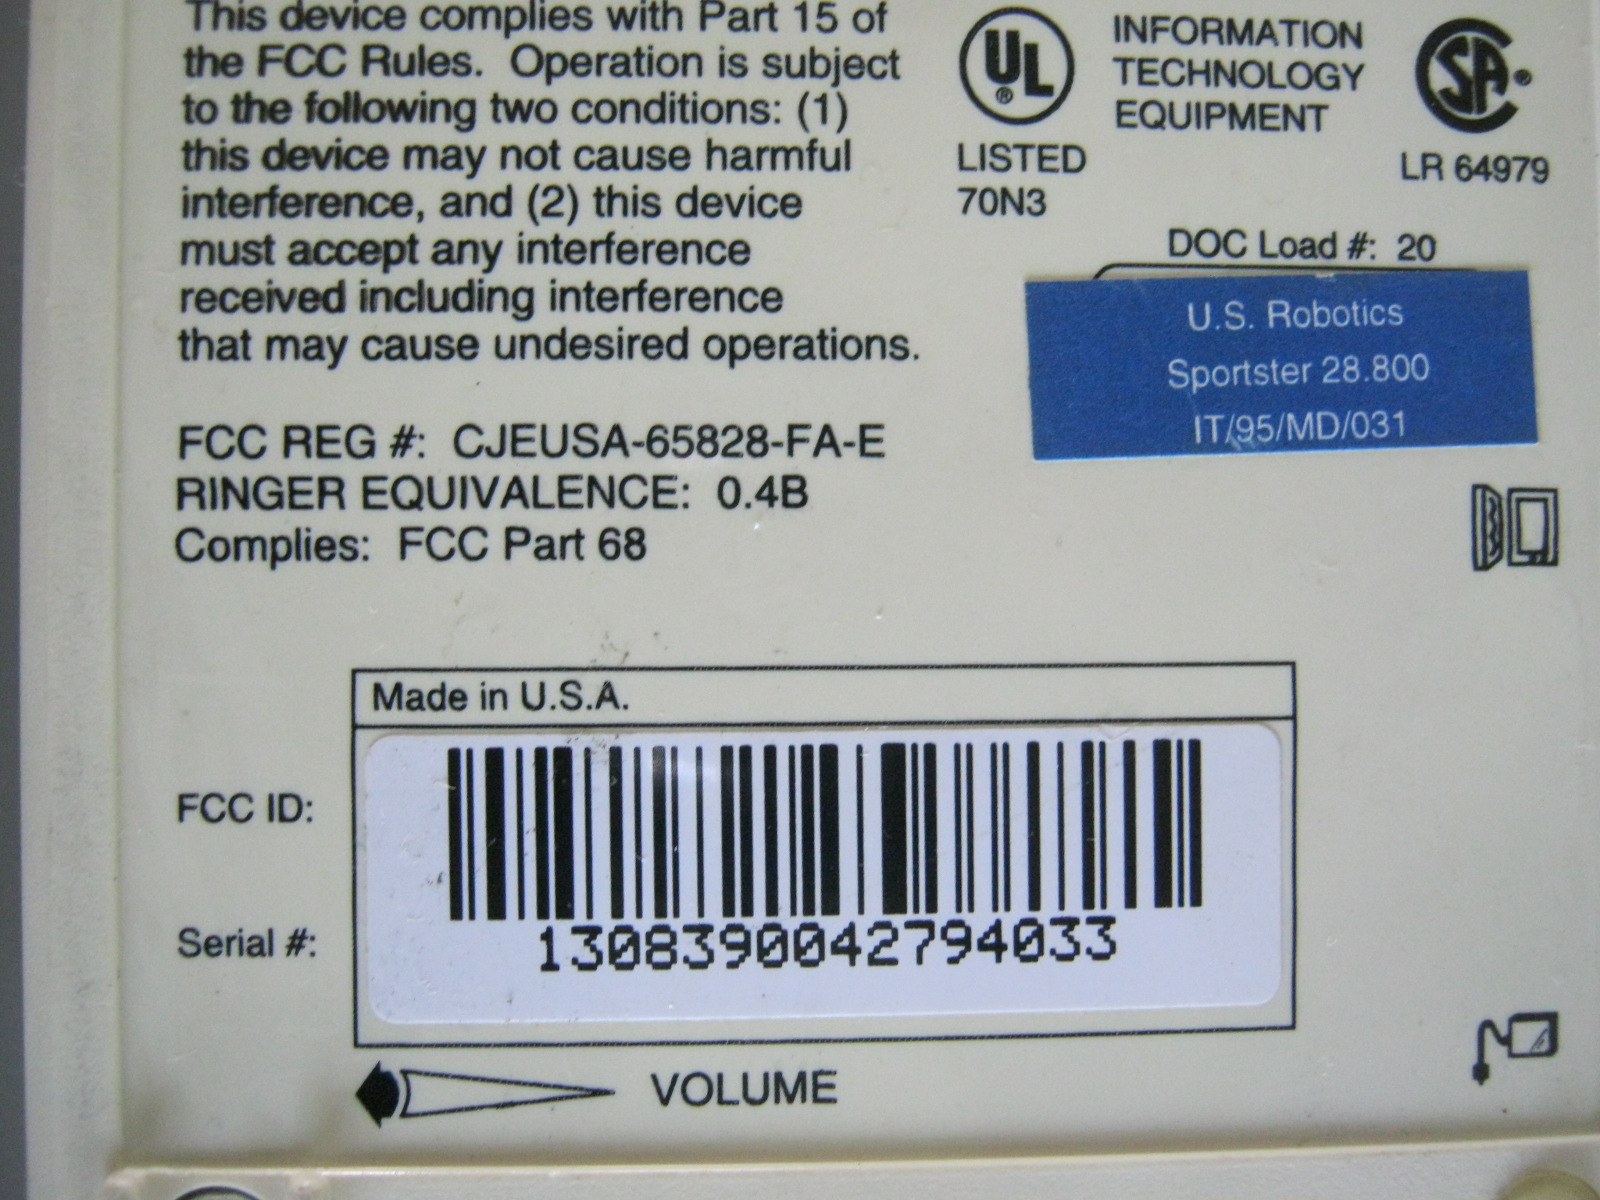 This device complies with Part 15 of
the FCC Rules. Operation is subject
to the following two conditions: (1)
this device may not cause harmful
interference, and (2) this device
must accept any interference
received including interference
that may cause undesired operations.
FCC REG #: CJEUSA-65828-FA-E
RINGER EQUIVALENCE: 0.4B
Complies: FCC Part 68
UL
®
LISTED
70N3
INFORMATION
TECHNOLOGY
EQUIPMENT
SA
®
LR 64979
DOC Load #: 20
U.S. Robotics
Sportster 28.800
IT/95/MD/031
Made in U.S.A.
FCC ID:
Serial #:
1308390042794033
VOLUME